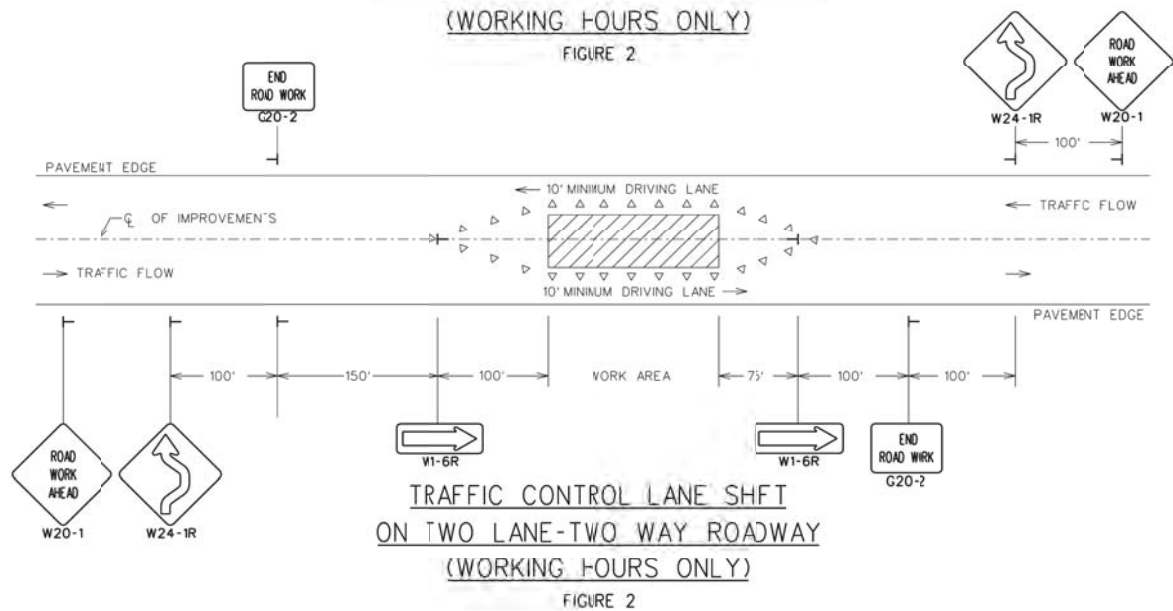 (WORKING HOURS ONLY)
FIGURE 2
END
ROAD WORK
G20-2
W24-1R
ROAD
WORK
AHEAD
W20-1
100'
PAVEMENT EDGE
10' MINIMUM DRIVING LANE
℄ OF IMPROVEMENTS
TRAFFC FLOW
TRAFFIC FLOW
10' MINIMUM DRIVING LANE
PAVEMENT EDGE
100'
150'
100'
WORK AREA
75'
100'
100'
ROAD
WORK
AHEAD
W20-1
W24-1R
W1-6R
W1-6R
END
ROAD WORK
G20-2
TRAFFIC CONTROL LANE SHFT
ON TWO LANE-TWO WAY ROADWAY
(WORKING HOURS ONLY)
FIGURE 2